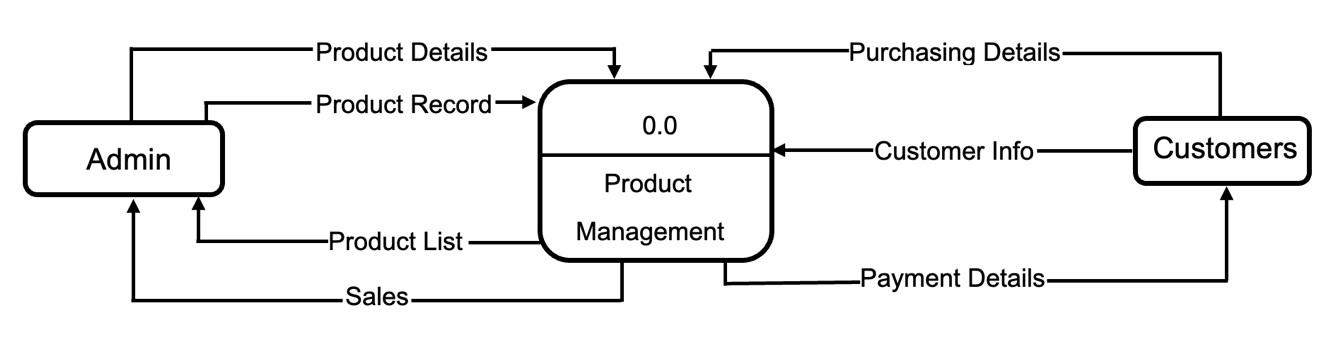 Product Details
Purchasing Details
Product Record
0.0
Admin
Customer Info
Customers
Product
Management
Product List
Payment Details
Sales